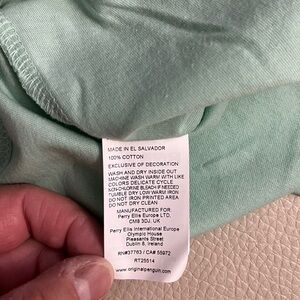 MADE IN EL SALVADOR
100% COTTON
EXCLUSIVE OF DECORATION
WASH AND DRY INSIDE OUT
MACHINE WASH WARM WITH LIKE
COLORS DELICATE CYCLE
NON-CHLORINE BLEACH IF NEEDED
TUMBLE DRY LOW WARM IRON
DO NOT IRON PRINTED AREA
DO NOT DRY CLEAN
MANUFACTURED FOR
Perry Ellis Europe LTD.
CM8 3DJ. UK
Perry Ellis International Europe
Olympic House
Pleasants Street
Dublin 8, Ireland
RN#37763 / CA# 55972
RT25514
www.originalpenguin.com